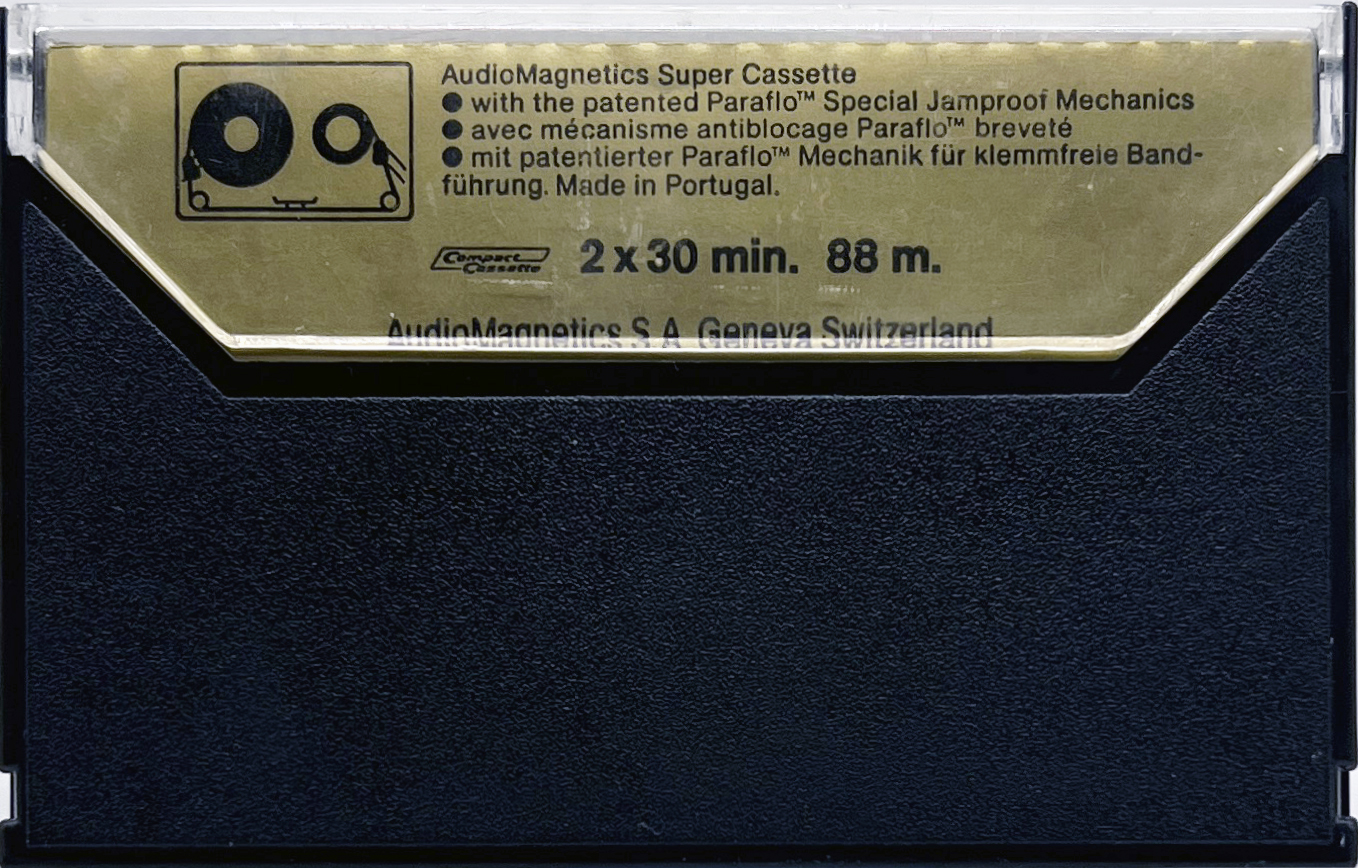 AudioMagnetics Super Cassette
● with the patented Paraflo™ Special Jamproof Mechanics
● avec mécanisme antiblocage Paraflo™ breveté
● mit patentierter Paraflo™ Mechanik für klemmfreie Band-
führung. Made in Portugal.
Compact
Cassette
2 x 30 min. 88 m.
AudioMagnetics S.A. Geneva Switzerland